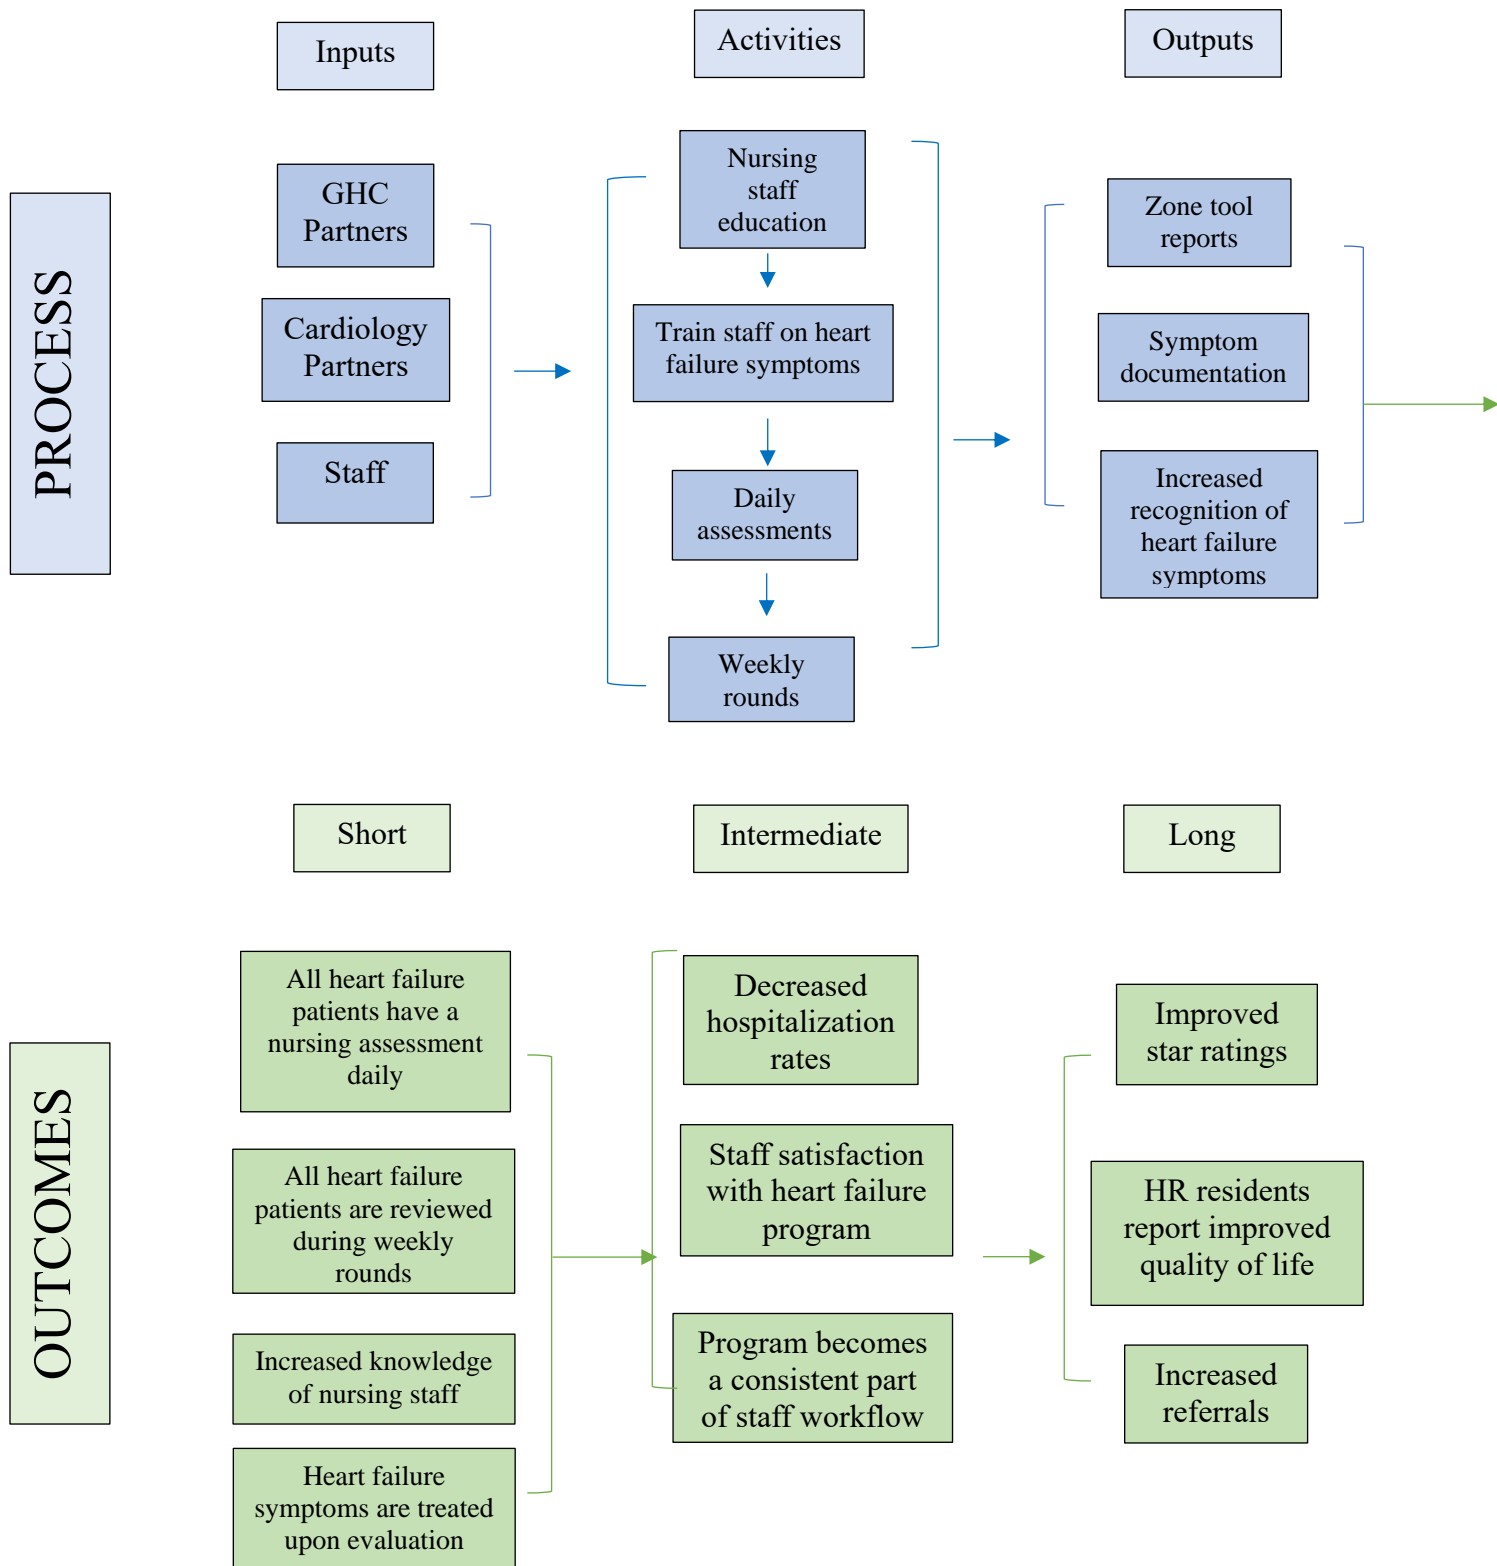 Inputs
Activities
Outputs
PROCESS
GHC
Partners
Cardiology
Partners
Staff
Nursing
staff
education
Train staff on heart
failure symptoms
Daily
assessments
Weekly
rounds
Zone tool
reports
Symptom
documentation
Increased
recognition of
heart failure
symptoms
Short
Intermediate
Long
OUTCOMES
All heart failure
patients have a
nursing assessment
daily
All heart failure
patients are reviewed
during weekly
rounds
Increased knowledge
of nursing staff
Heart failure
symptoms are treated
upon evaluation
Decreased
hospitalization
rates
Staff satisfaction
with heart failure
program
Program becomes
a consistent part
of staff workflow
Improved
star ratings
HR residents
report improved
quality of life
Increased
referrals